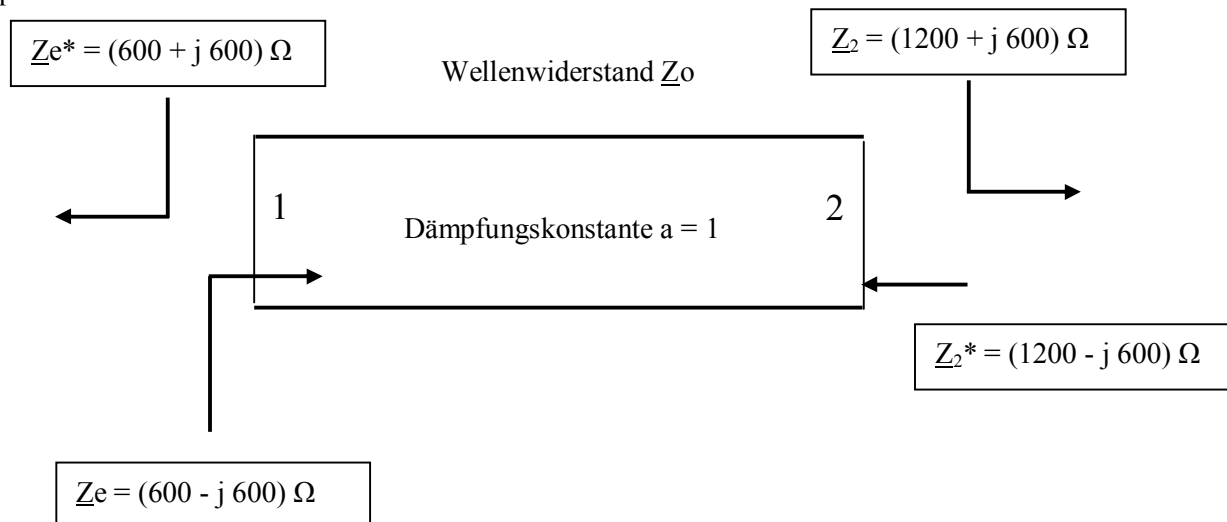 Ze* = (600 + j 600) Ω
Z₂ = (1200 + j 600) Ω
Wellenwiderstand Zo
1
2
Dämpfungskonstante a = 1
Z₂* = (1200 - j 600) Ω
Ze = (600 - j 600) Ω